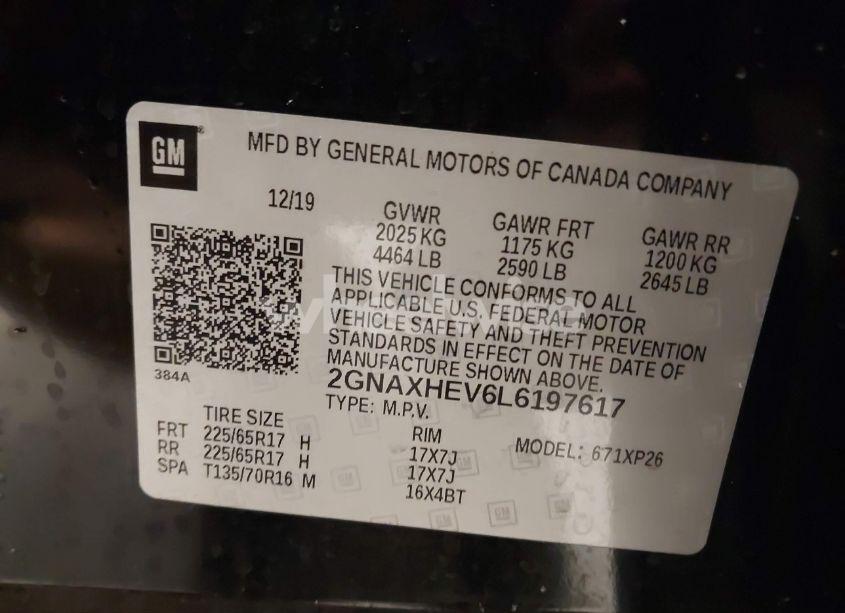 GM
MFD BY GENERAL MOTORS OF CANADA COMPANY
12/19
GVWR
2025 KG
4464 LB
GAWR FRT
1175 KG
2590 LB
GAWR RR
1200 KG
2645 LB
THIS VEHICLE CONFORMS TO ALL
APPLICABLE U.S. FEDERAL MOTOR
VEHICLE SAFETY AND THEFT PREVENTION
STANDARDS IN EFFECT ON THE DATE OF
MANUFACTURE SHOWN ABOVE.
384A
2GNAXHEV6L6197617
TYPE: M.P.V.
TIRE SIZE RIM MODEL: 671XP26
FRT 225/65R17 H 17X7J
RR 225/65R17 H 17X7J
SPA T135/70R16 M 16X4BT